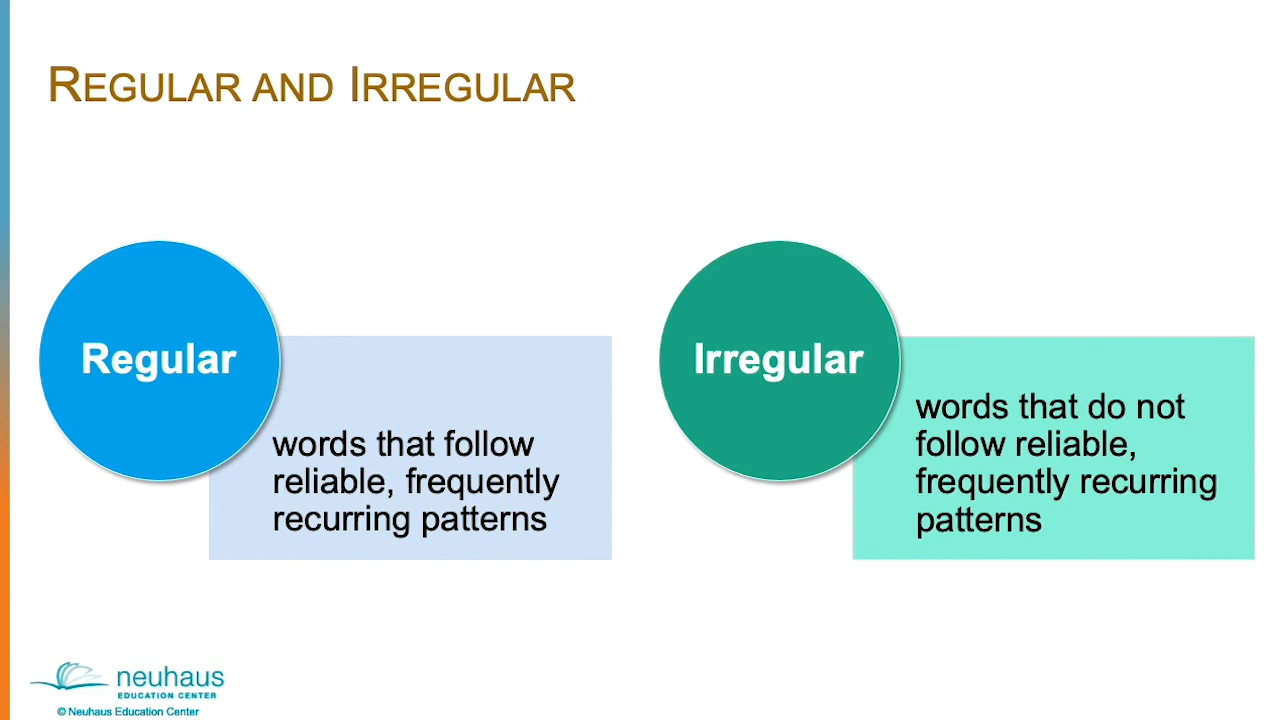 REGULAR AND IRREGULAR
Regular
words that follow
reliable, frequently
recurring patterns
Irregular
words that do not
follow reliable,
frequently recurring
patterns
neuhaus
EDUCATION CENTER
© Neuhaus Education Center